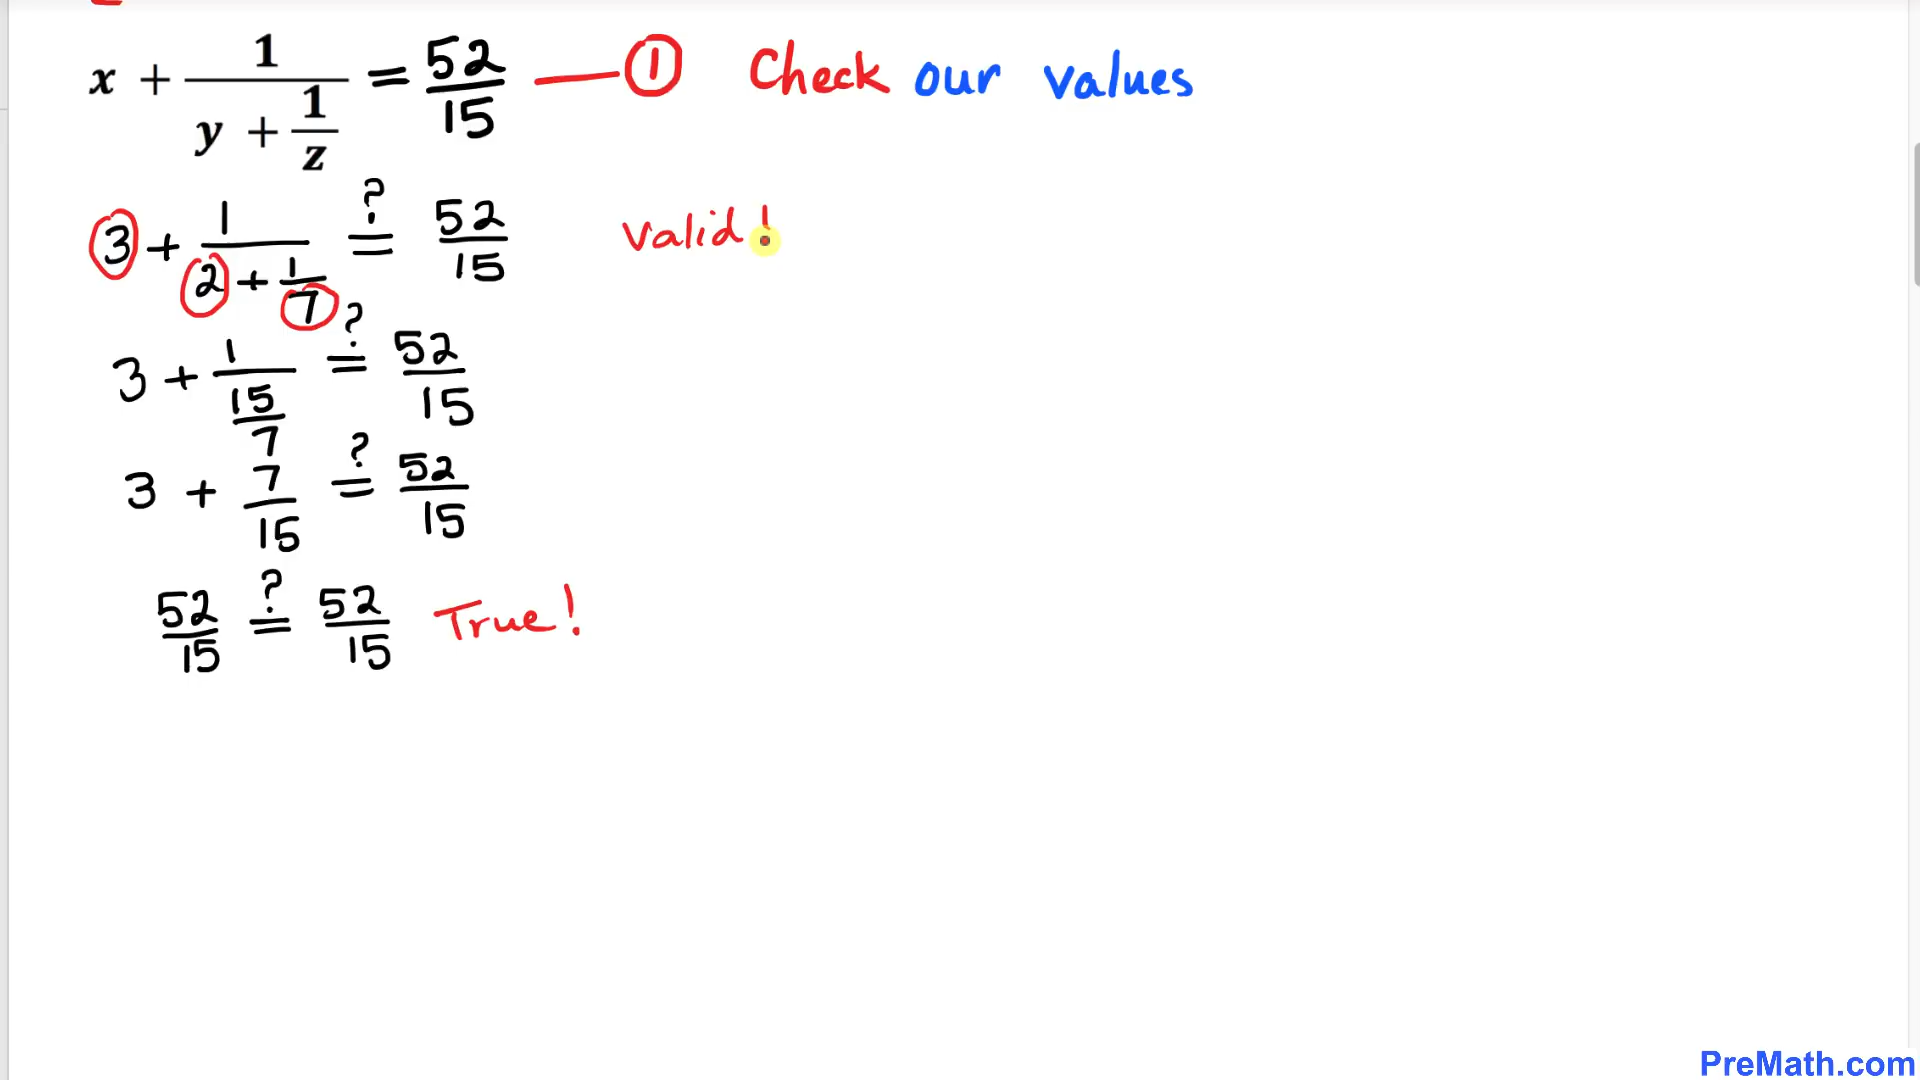 x + 1/(y + 1/z) = 52/15 — ① Check our values
3 + 1/(2 + 1/7) ?= 52/15 Valid!
3 + 1/(15/7) ?= 52/15
3 + 7/15 ?= 52/15
52/15 ?= 52/15 True!
PreMath.com